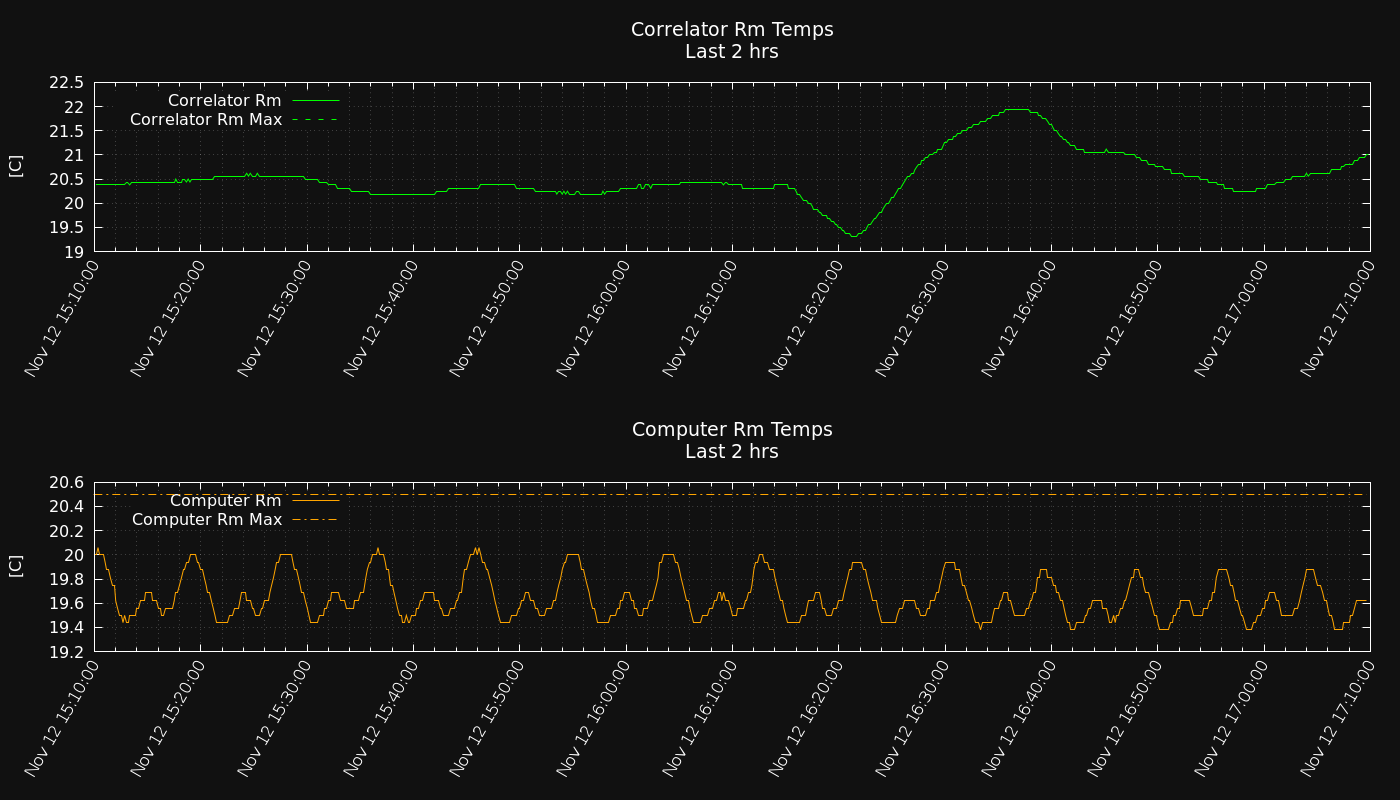 Correlator Rm Temps
Last 2 hrs
[C]
22.5
22
21.5
21
20.5
20
19.5
19
Correlator Rm
Correlator Rm Max
Nov 12 15:10:00
Nov 12 15:20:00
Nov 12 15:30:00
Nov 12 15:40:00
Nov 12 15:50:00
Nov 12 16:00:00
Nov 12 16:10:00
Nov 12 16:20:00
Nov 12 16:30:00
Nov 12 16:40:00
Nov 12 16:50:00
Nov 12 17:00:00
Nov 12 17:10:00
Computer Rm Temps
Last 2 hrs
[C]
20.6
20.4
20.2
20
19.8
19.6
19.4
19.2
Computer Rm
Computer Rm Max
Nov 12 15:10:00
Nov 12 15:20:00
Nov 12 15:30:00
Nov 12 15:40:00
Nov 12 15:50:00
Nov 12 16:00:00
Nov 12 16:10:00
Nov 12 16:20:00
Nov 12 16:30:00
Nov 12 16:40:00
Nov 12 16:50:00
Nov 12 17:00:00
Nov 12 17:10:00